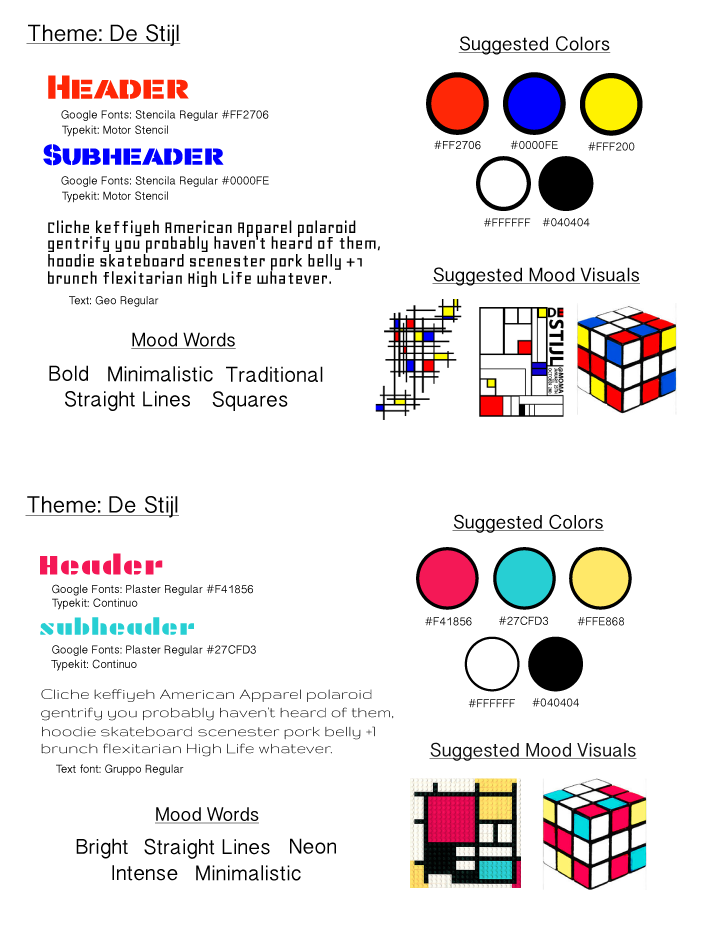 Theme: De Stijl
HEADER
Google Fonts: Stencila Regular #FF2706
Typekit: Motor Stencil
SUBHEADER
Google Fonts: Stencila Regular #0000FE
Typekit: Motor Stencil
Cliche keffiyeh American Apparel polaroid
gentrify you probably haven't heard of them,
hoodie skateboard scenester pork belly +1
brunch flexitarian High Life whatever.
Text: Geo Regular
Mood Words
Bold Minimalistic Traditional
Straight Lines Squares
Suggested Colors
#FF2706 #0000FE #FFF200
#FFFFFF #040404
Suggested Mood Visuals
DE
STIJL
@MOMA
Theme: De Stijl
Header
Google Fonts: Plaster Regular #F41856
Typekit: Continuo
subheader
Google Fonts: Plaster Regular #27CFD3
Typekit: Continuo
Cliche keffiyeh American Apparel polaroid
gentrify you probably haven't heard of them,
hoodie skateboard scenester pork belly +1
brunch flexitarian High Life whatever.
Text font: Gruppo Regular
Mood Words
Bright Straight Lines Neon
Intense Minimalistic
Suggested Colors
#F41856 #27CFD3 #FFE868
#FFFFFF #040404
Suggested Mood Visuals